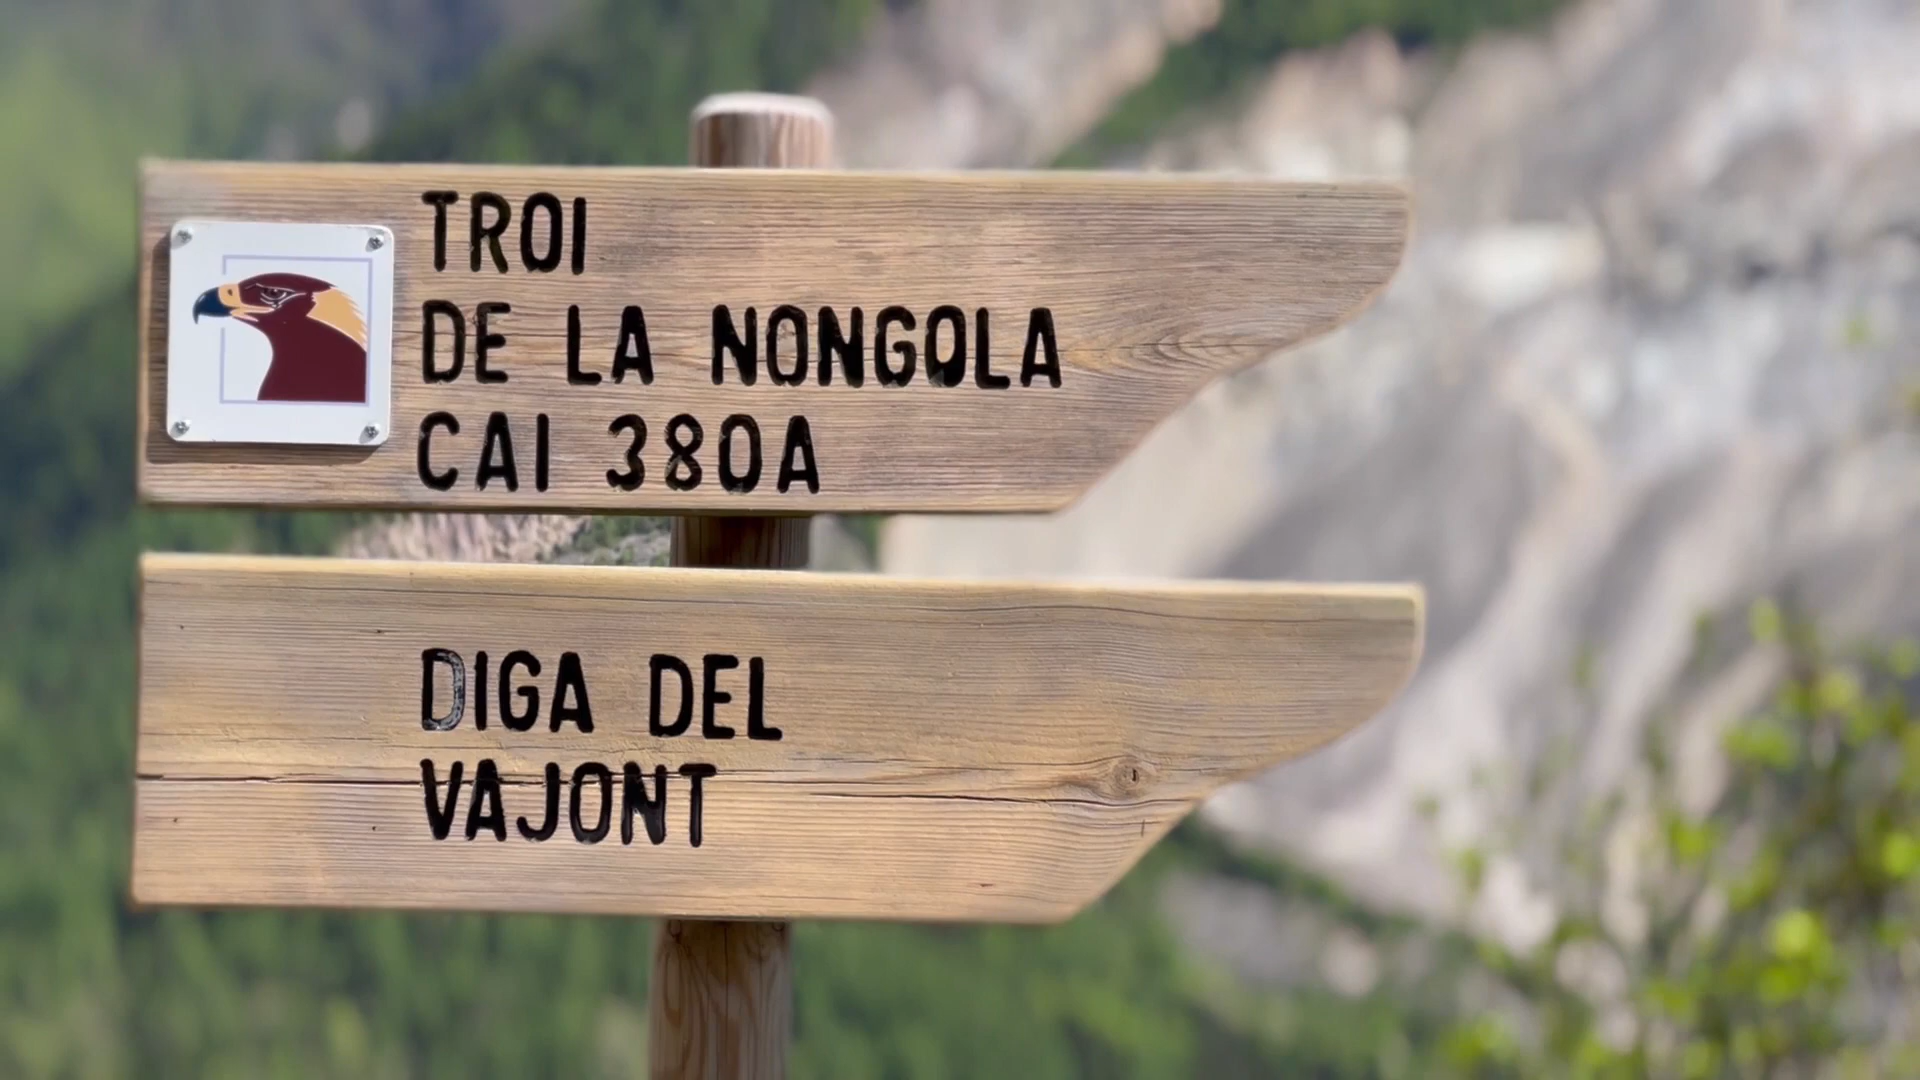 TROI
DE LA NONGOLA
CAI 380A
DIGA DEL
VAJONT